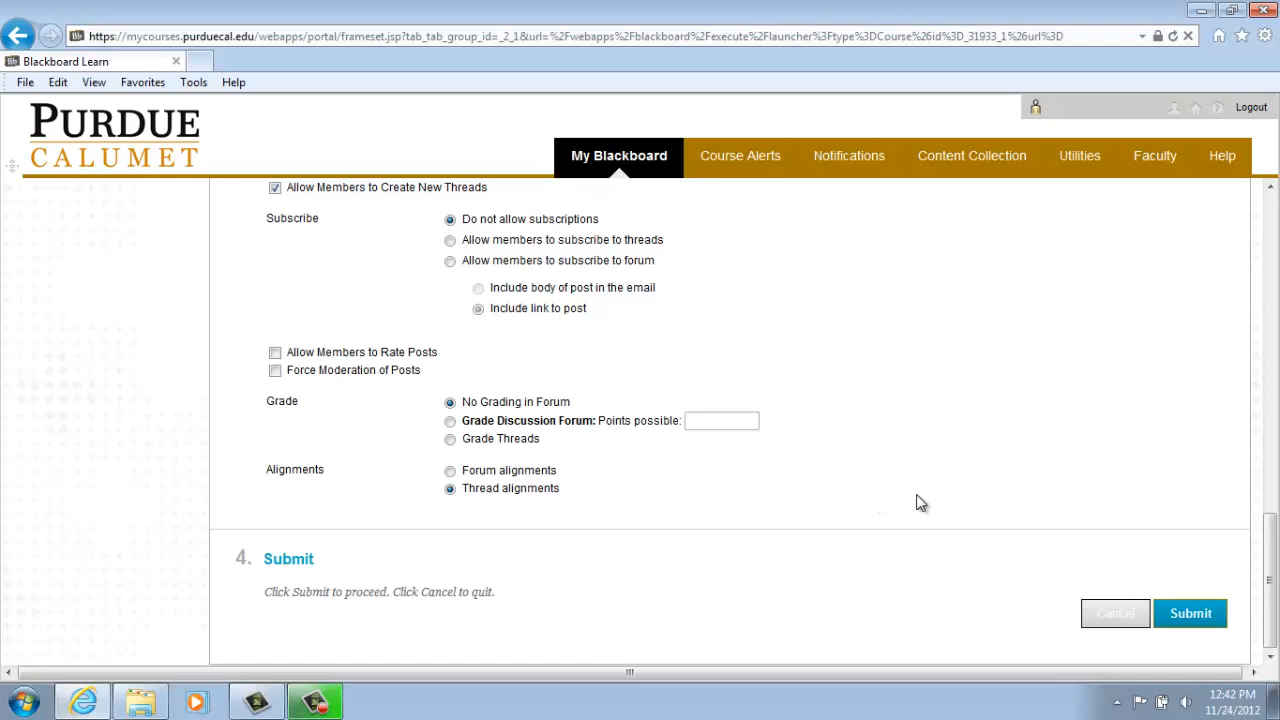 https://mycourses.purduecal.edu/webapps/portal/frameset.jsp?tab_tab_group_id=_2_1&url=%2Fwebapps%2Fblackboard%2Fexecute%2Flauncher%3Ftype%3DCourse%26id%3D_31933_1%26url%3D
Bb Blackboard Learn
File Edit View Favorites Tools Help
PURDUE
CALUMET
Logout
My Blackboard Course Alerts Notifications Content Collection Utilities Faculty Help
Allow Members to Create New Threads
Subscribe
Do not allow subscriptions
Allow members to subscribe to threads
Allow members to subscribe to forum
Include body of post in the email
Include link to post
Allow Members to Rate Posts
Force Moderation of Posts
Grade
No Grading in Forum
Grade Discussion Forum: Points possible:
Grade Threads
Alignments
Forum alignments
Thread alignments
4. Submit
Click Submit to proceed. Click Cancel to quit.
Cancel Submit
12:42 PM
11/24/2012